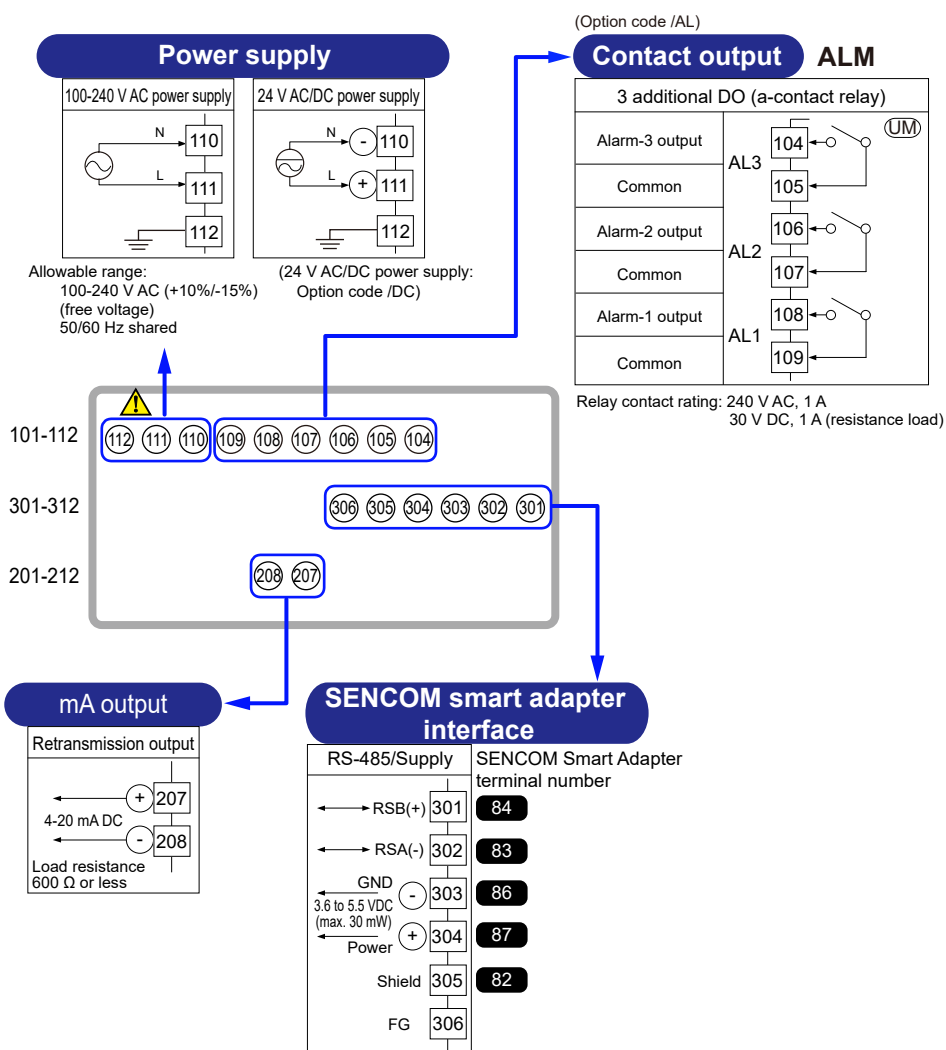 Power supply
100-240 V AC power supply
N
110
L
111
112
24 V AC/DC power supply
N
-
110
L
+
111
112
Allowable range:
100-240 V AC (+10%/-15%)
(free voltage)
50/60 Hz shared
(24 V AC/DC power supply:
Option code /DC)
(Option code /AL)
Contact output ALM
3 additional DO (a-contact relay)
UM
Alarm-3 output
104
AL3
Common
105
Alarm-2 output
106
AL2
Common
107
Alarm-1 output
108
AL1
Common
109
Relay contact rating: 240 V AC, 1 A
30 V DC, 1 A (resistance load)
101-112
112 111 110 109 108 107 106 105 104
301-312
306 305 304 303 302 301
201-212
208 207
mA output
Retransmission output
+ 207
4-20 mA DC
- 208
Load resistance
600 Ω or less
SENCOM smart adapter
interface
RS-485/Supply
SENCOM Smart Adapter
terminal number
RSB(+) 301 84
RSA(-) 302 83
GND - 303 86
3.6 to 5.5 VDC
(max. 30 mW)
Power + 304 87
Shield 305 82
FG 306